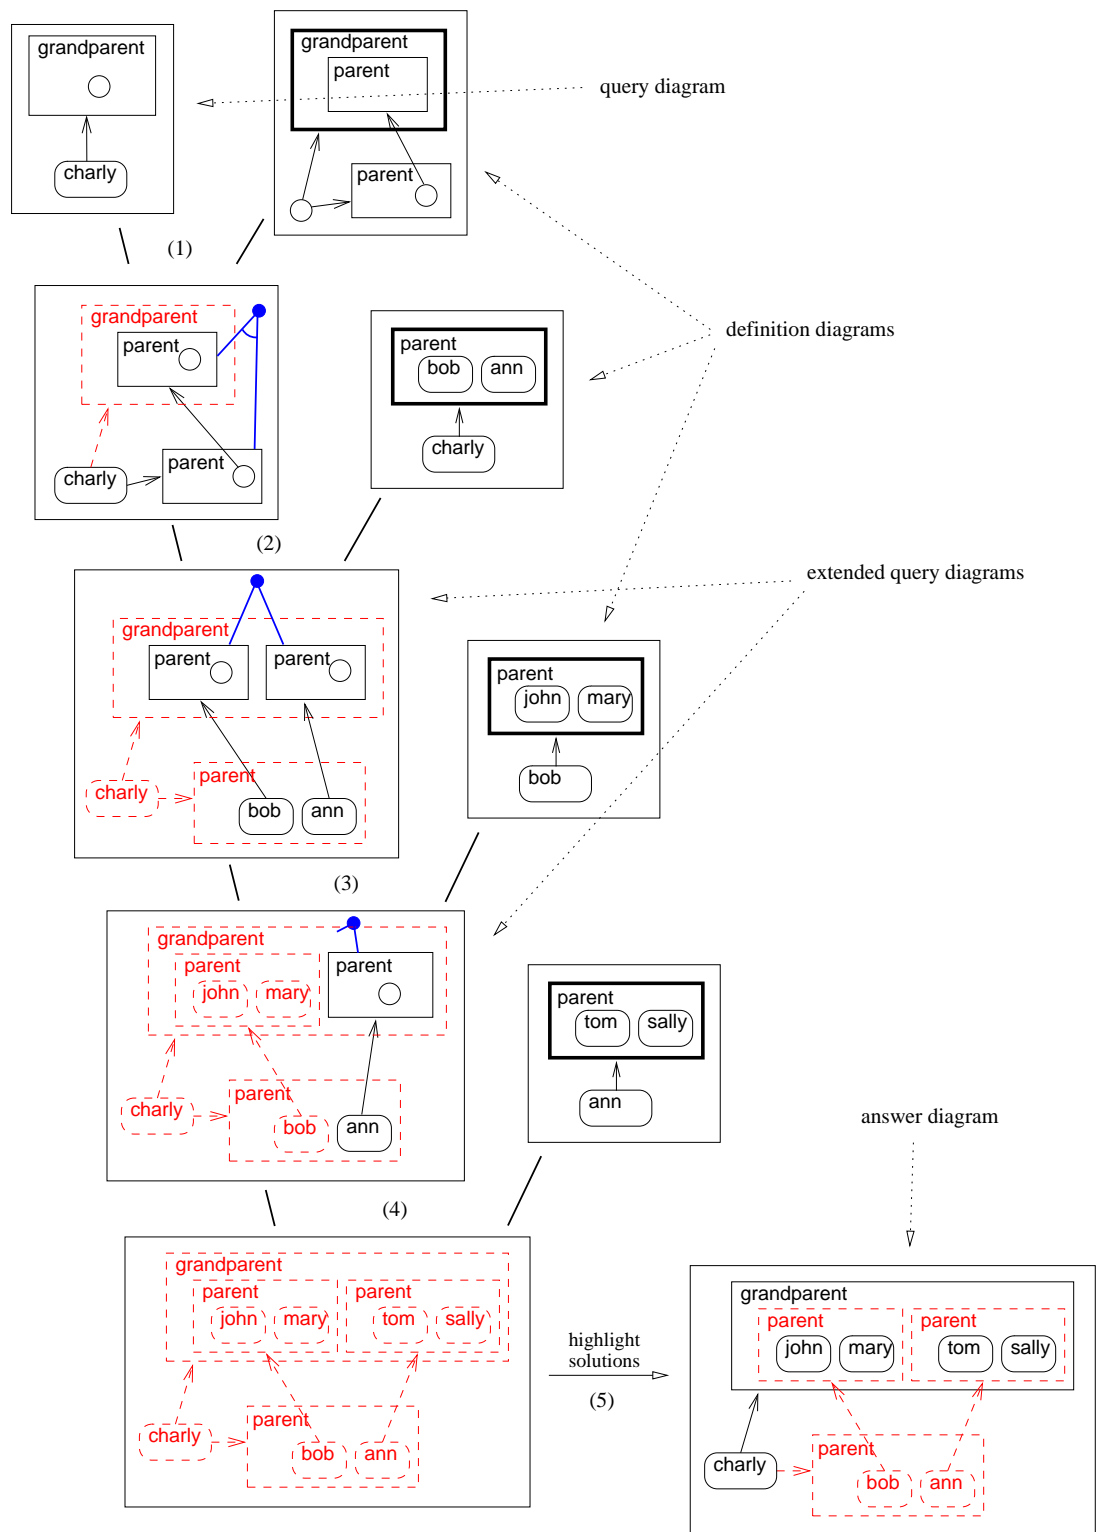 grandparent
charly
grandparent
parent
parent
query diagram
(1)
grandparent
parent
charly
parent
parent
bob ann
charly
definition diagrams
(2)
extended query diagrams
grandparent
parent parent
charly
parent
bob ann
parent
john mary
bob
(3)
grandparent
parent
john mary
parent
charly
parent
bob
ann
parent
tom sally
ann
answer diagram
(4)
grandparent
parent parent
john mary tom sally
charly
parent
bob ann
highlight
solutions
(5)
grandparent
parent parent
john mary tom sally
charly
parent
bob ann